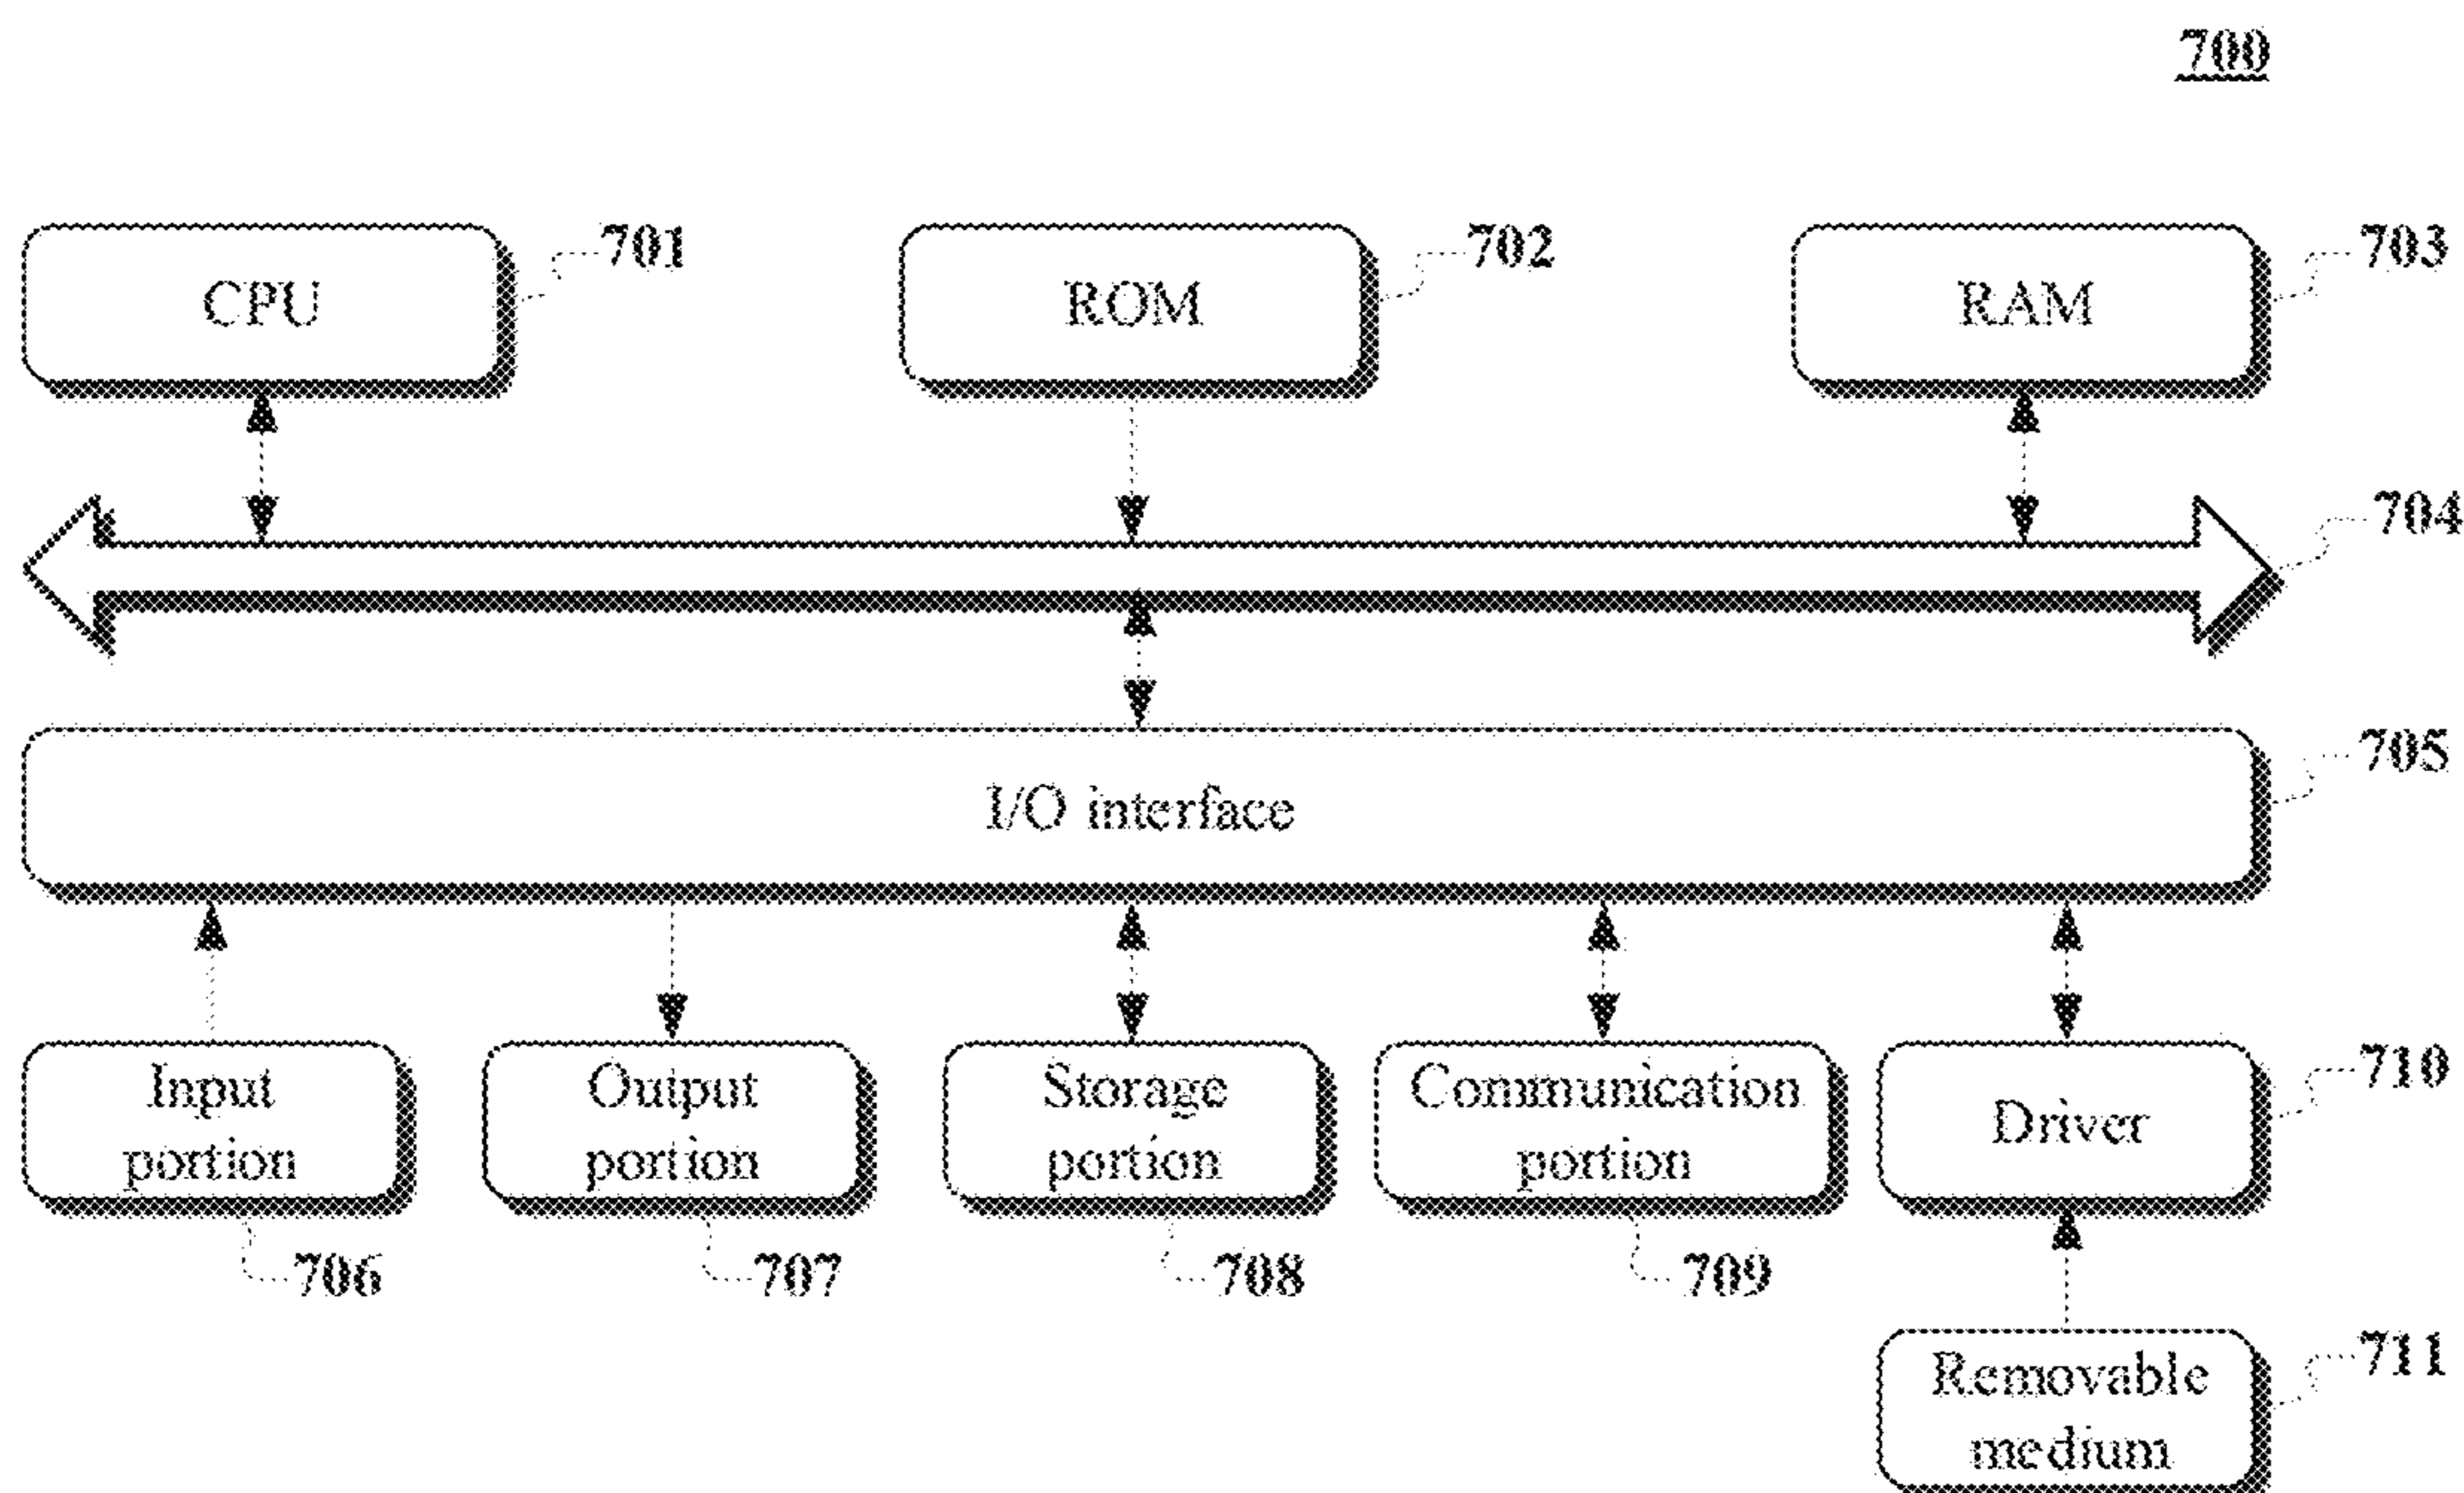 700
CPU
701
ROM
702
RAM
703
704
I/O interface
705
Input
portion
Output
portion
Storage
portion
Communication
portion
Driver
710
706
707
708
709
Removable
medium
711